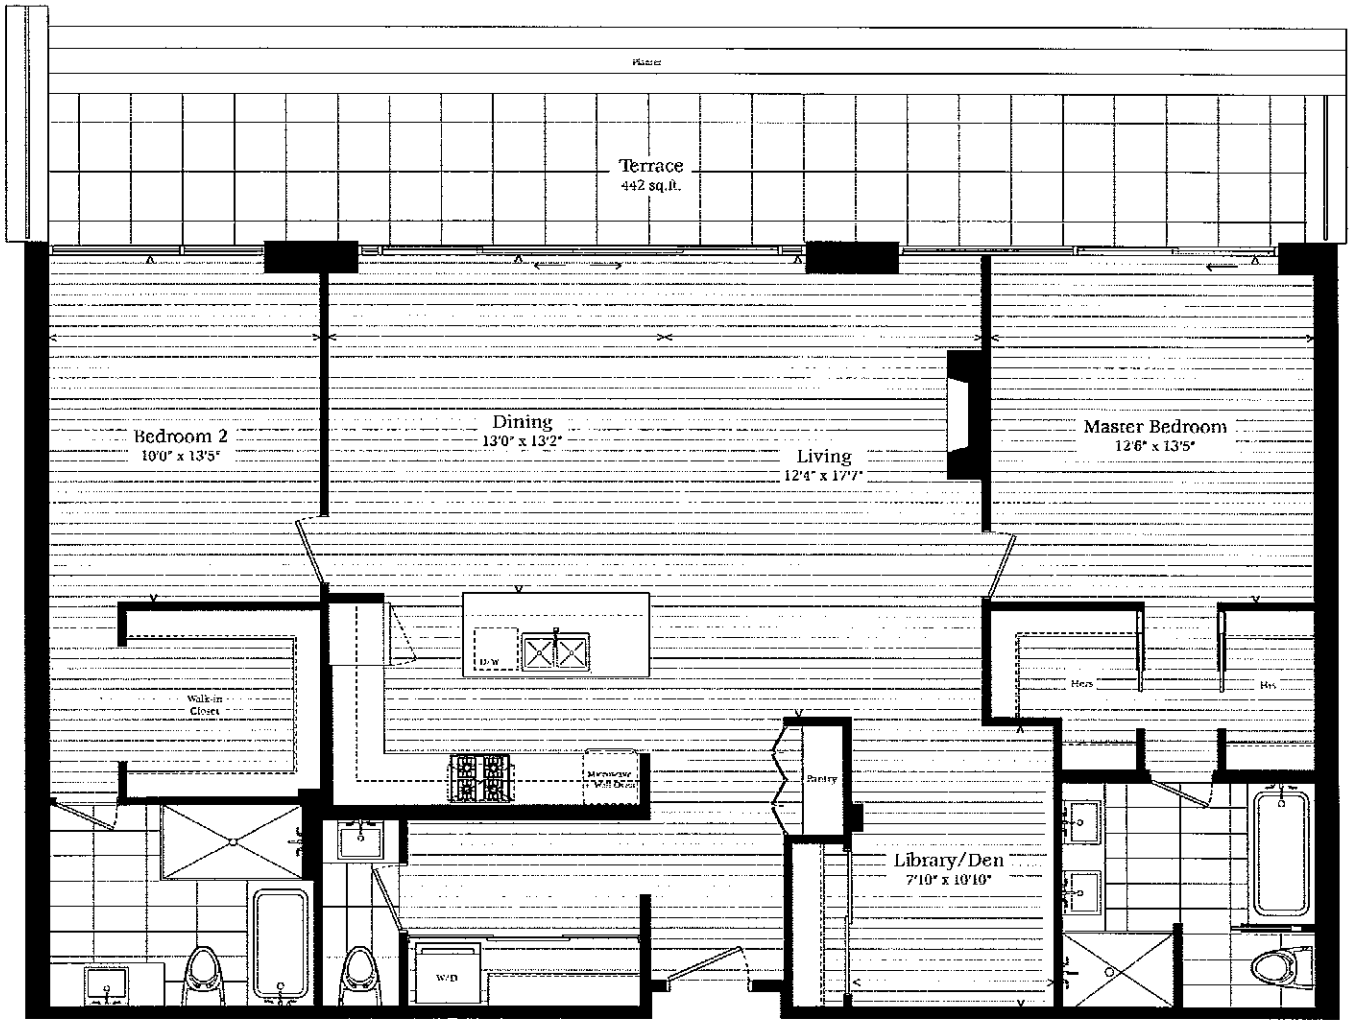 Planter
Terrace
442 sq.ft.
Dining
13'0" x 13'2"
Bedroom 2
10'0" x 13'5"
Living
12'4" x 17'7"
Master Bedroom
12'6" x 13'5"
D/W
Walk-in
Closet
Hers
His
Microwave
+ Wall Oven
Pantry
Library/Den
7'10" x 10'10"
W/D